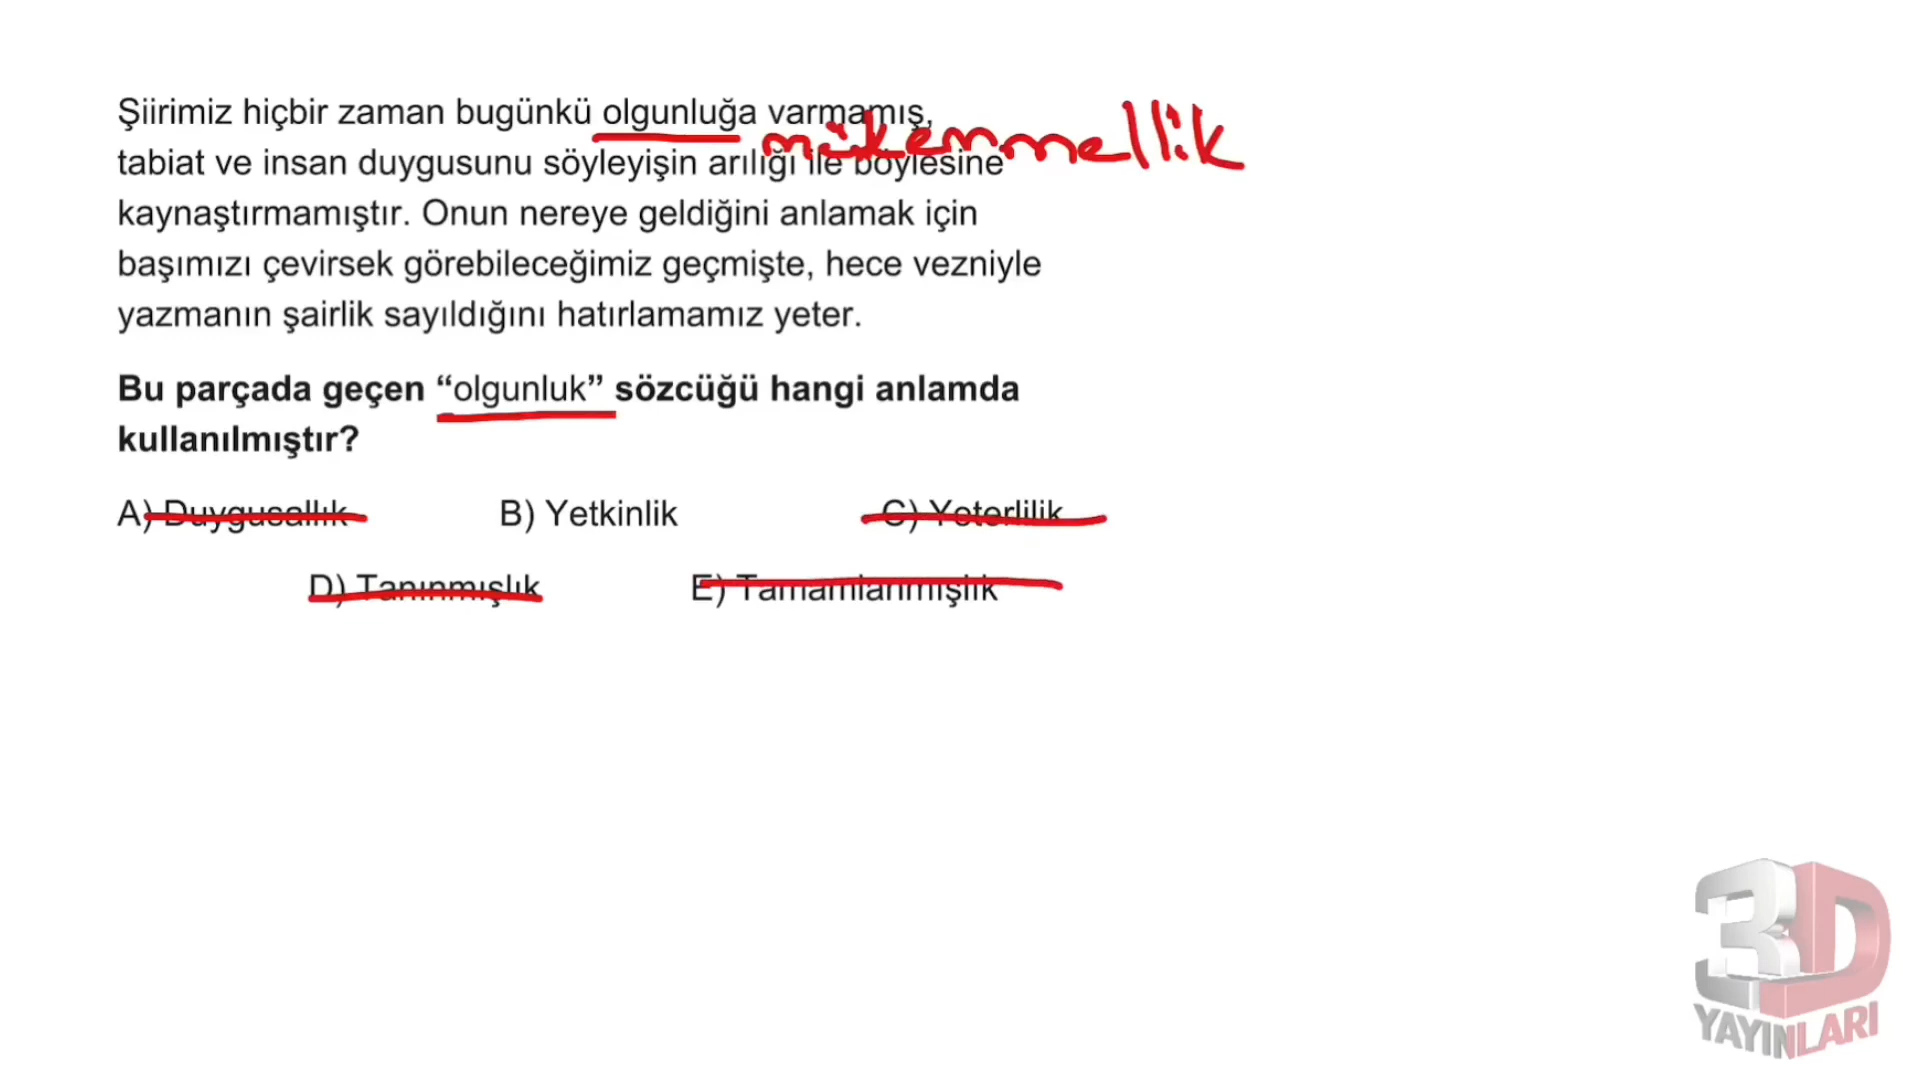 Şiirimiz hiçbir zaman bugünkü olgunluğa varmamış,
mükemmellik
tabiat ve insan duygusunu söyleyişin arılığı ile böylesine
kaynaştırmamıştır. Onun nereye geldiğini anlamak için
başımızı çevirsek görebileceğimiz geçmişte, hece vezniyle
yazmanın şairlik sayıldığını hatırlamamız yeter.
Bu parçada geçen “olgunluk” sözcüğü hangi anlamda
kullanılmıştır?
A) Duygusallık B) Yetkinlik C) Yeterlilik
D) Tanınmışlık E) Tamamlanmışlık
3D
YAYINLARI